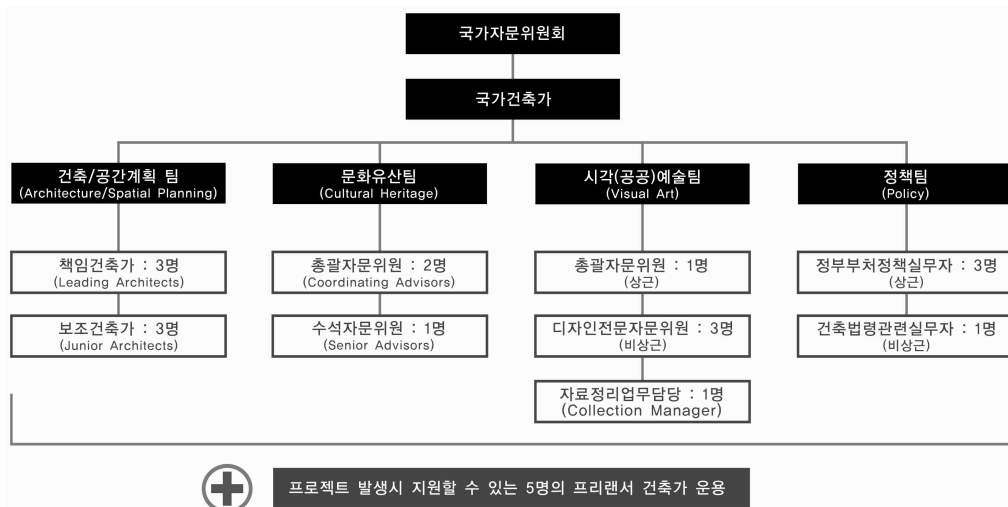 국가자문위원회
국가건축가
건축/공간계획 팀
(Architecture/Spatial Planning)
책임건축가 : 3명
(Leading Architects)
보조건축가 : 3명
(Junior Architects)
문화유산팀
(Cultural Heritage)
총괄자문위원 : 2명
(Coordinating Advisors)
수석자문위원 : 1명
(Senior Advisors)
시각(공공)예술팀
(Visual Art)
총괄자문위원 : 1명
(상근)
디자인전문자문위원 : 3명
(비상근)
자료정리업무담당 : 1명
(Collection Manager)
정책팀
(Policy)
정부부처정책실무자 : 3명
(상근)
건축법령관련실무자 : 1명
(비상근)
프로젝트 발생시 지원할 수 있는 5명의 프리랜서 건축가 운용